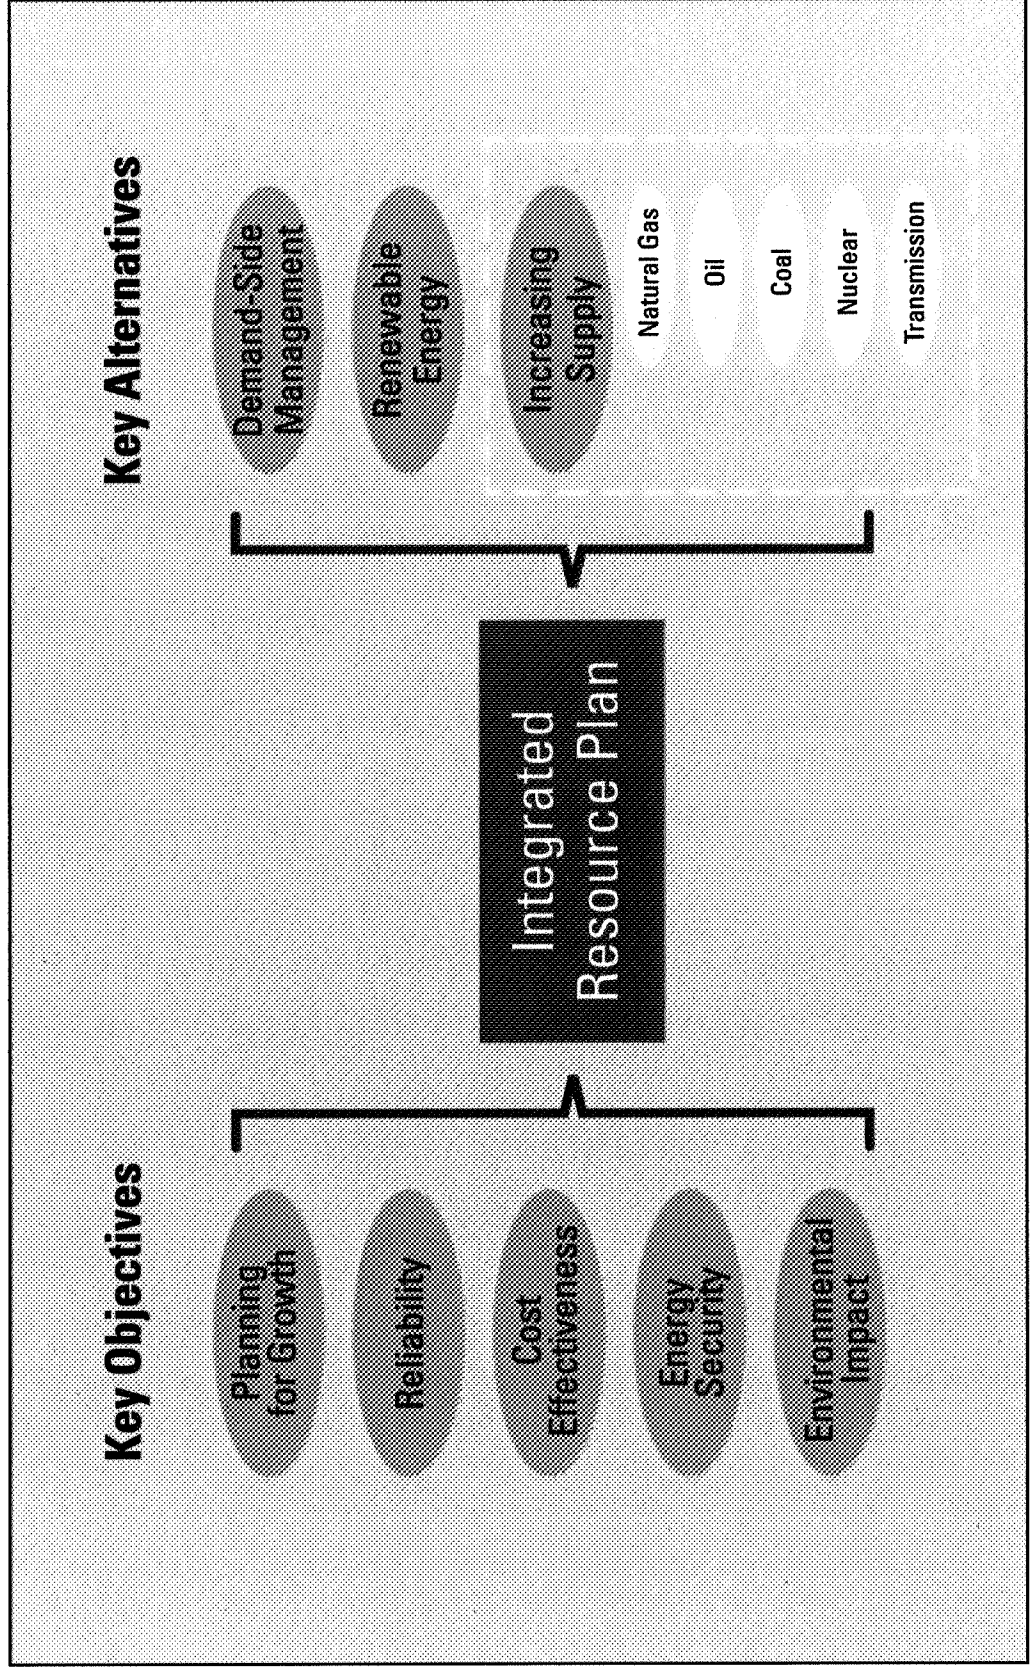 Key Objectives
Planning
for Growth
Reliability
Cost
Effectiveness
Energy
Security
Environmental
Impact
Integrated
Resource Plan
Key Alternatives
Demand-Side
Management
Renewable
Energy
Increasing
Supply
Natural Gas
Oil
Coal
Nuclear
Transmission